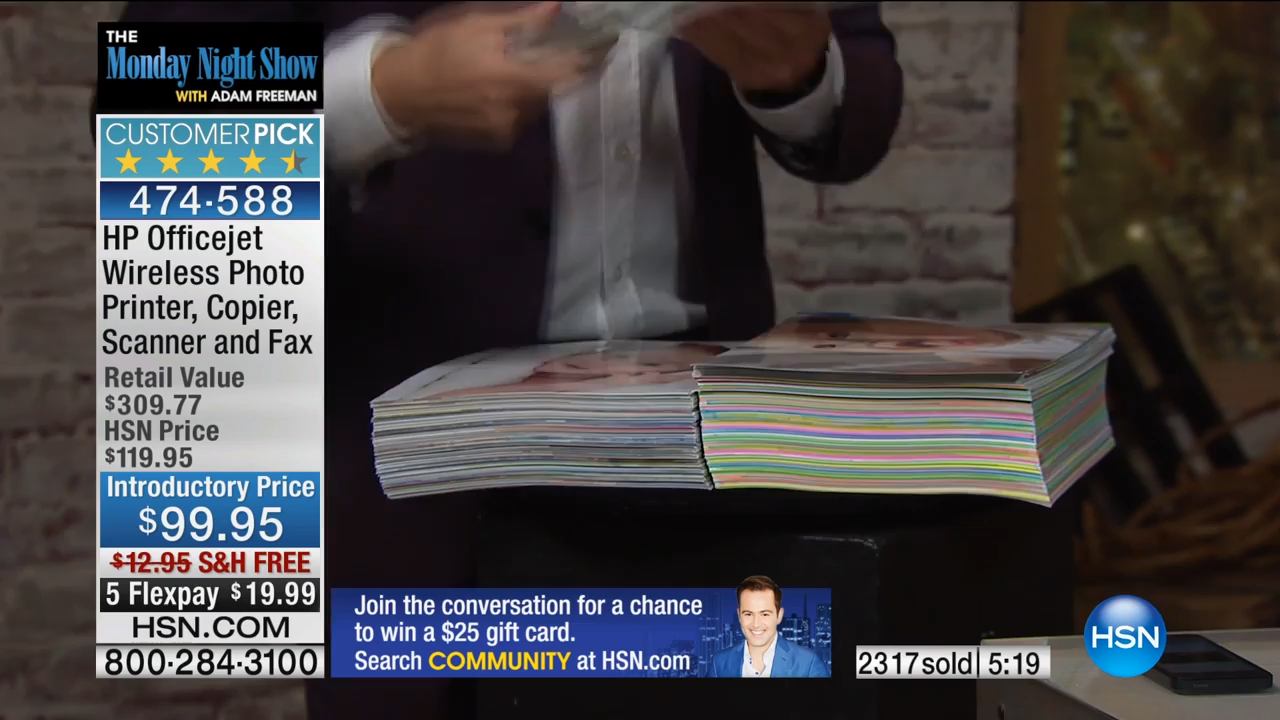 THE
Monday Night Show
WITH ADAM FREEMAN
CUSTOMER PICK
474·588
HP Officejet
Wireless Photo
Printer, Copier,
Scanner and Fax
Retail Value
$309.77
HSN Price
$119.95
Introductory Price
$99.95
$12.95 S&H FREE
5 Flexpay $19.99
HSN.COM
800·284·3100
Join the conversation for a chance
to win a $25 gift card.
Search COMMUNITY at HSN.com
2317 sold 5:19
HSN